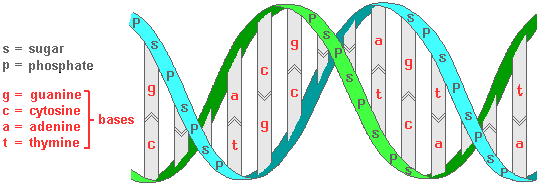 s = sugar
p = phosphate
g = guanine
c = cytosine
a = adenine
t = thymine
bases
p s p s p s p
p s p s p s p s
s p s p s p s p s
g c
a t
c g
g c
a t
g c
t a
t a